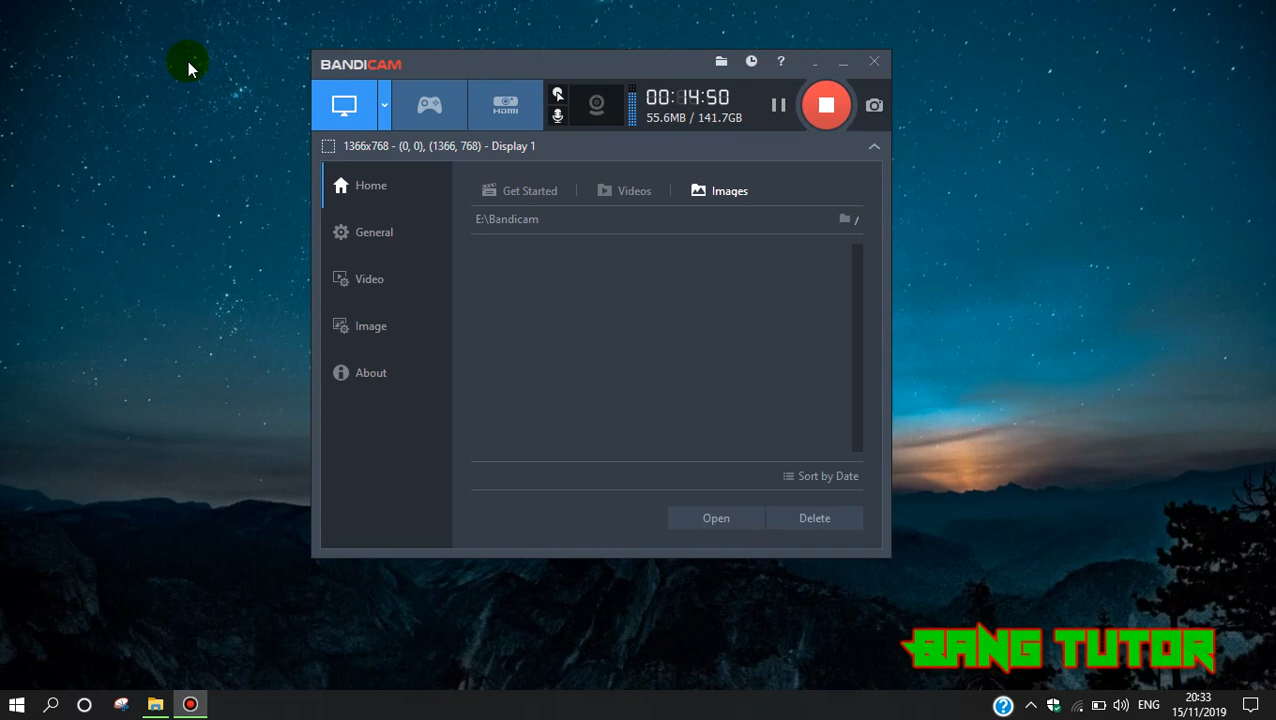 BANDICAM
?
HDMI
00:14:50
55.6MB / 141.7GB
1366x768 - (0, 0), (1366, 768) - Display 1
Home
General
Video
Image
About
Get Started
Videos
Images
E:\Bandicam
/
Sort by Date
Open
Delete
BANG TUTOR
?
ENG
20:33
15/11/2019